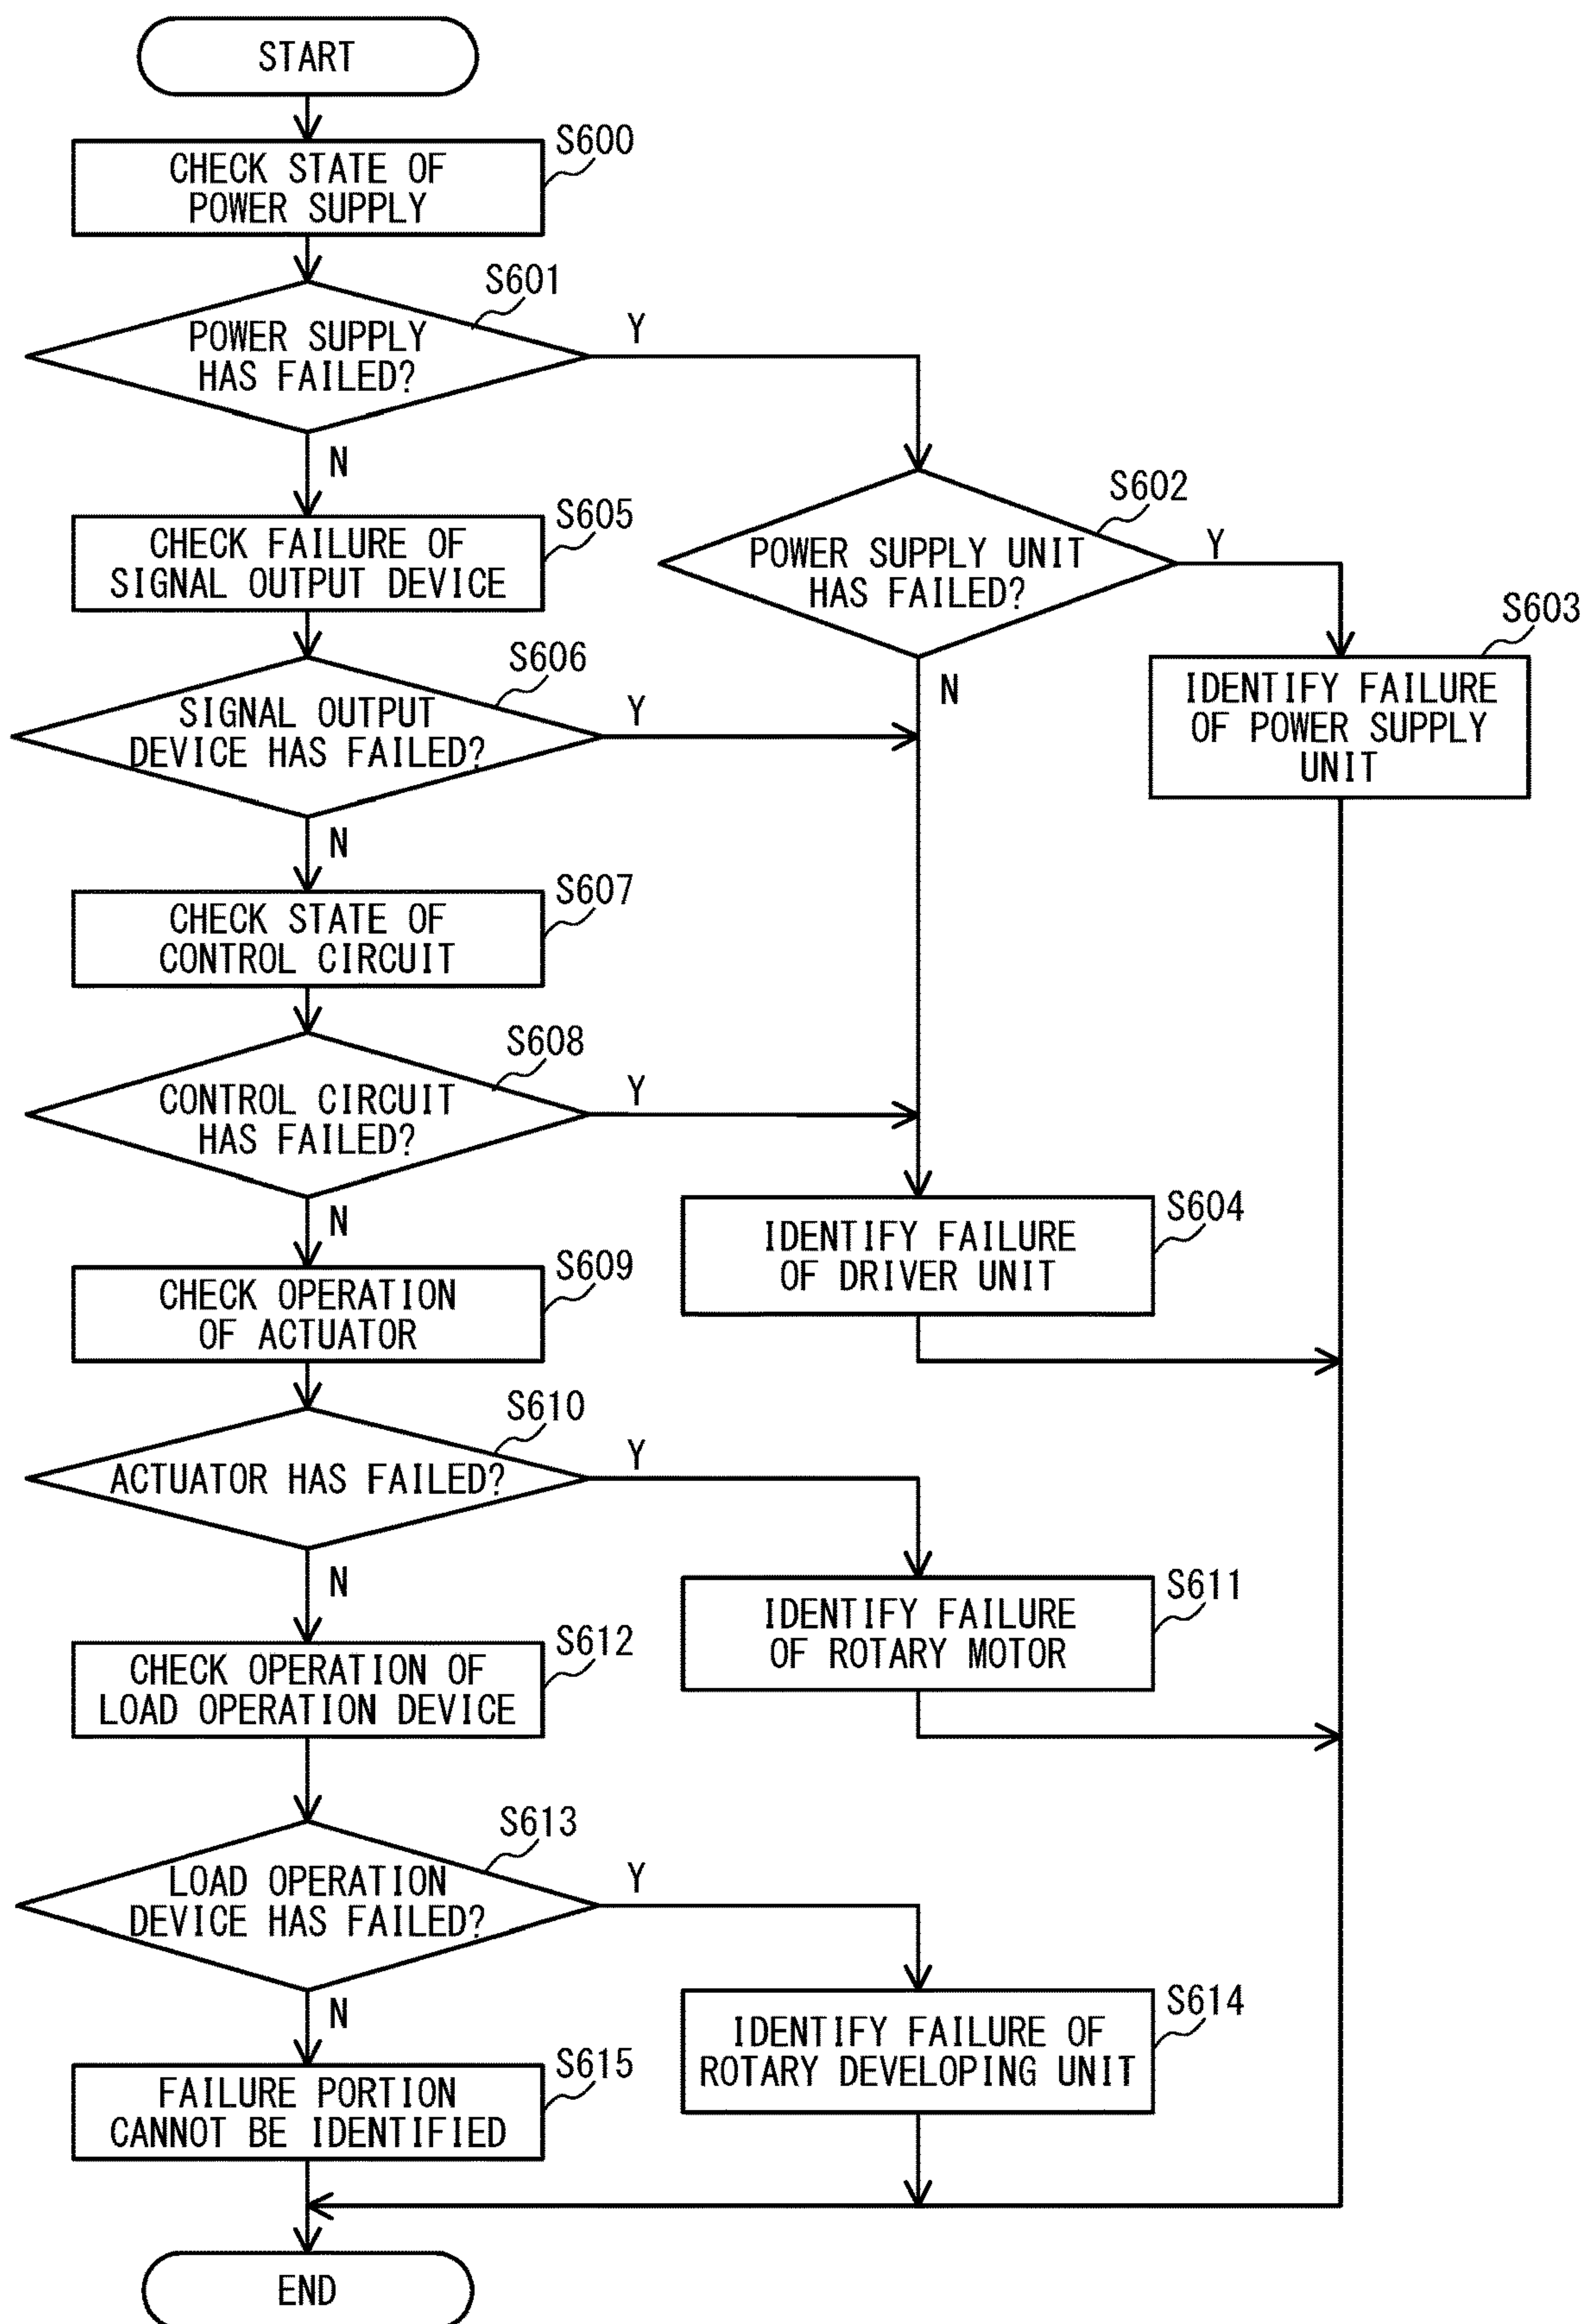 START
S600
CHECK STATE OF
POWER SUPPLY
S601
POWER SUPPLY
HAS FAILED?
Y
N
S602
POWER SUPPLY UNIT
HAS FAILED?
Y
N
S603
IDENTIFY FAILURE
OF POWER SUPPLY
UNIT
S605
CHECK FAILURE OF
SIGNAL OUTPUT DEVICE
S606
SIGNAL OUTPUT
DEVICE HAS FAILED?
Y
N
S607
CHECK STATE OF
CONTROL CIRCUIT
S608
CONTROL CIRCUIT
HAS FAILED?
Y
N
S604
IDENTIFY FAILURE
OF DRIVER UNIT
S609
CHECK OPERATION
OF ACTUATOR
S610
ACTUATOR HAS FAILED?
Y
N
S611
IDENTIFY FAILURE
OF ROTARY MOTOR
S612
CHECK OPERATION OF
LOAD OPERATION DEVICE
S613
LOAD OPERATION
DEVICE HAS FAILED?
Y
N
S614
IDENTIFY FAILURE OF
ROTARY DEVELOPING UNIT
S615
FAILURE PORTION
CANNOT BE IDENTIFIED
END